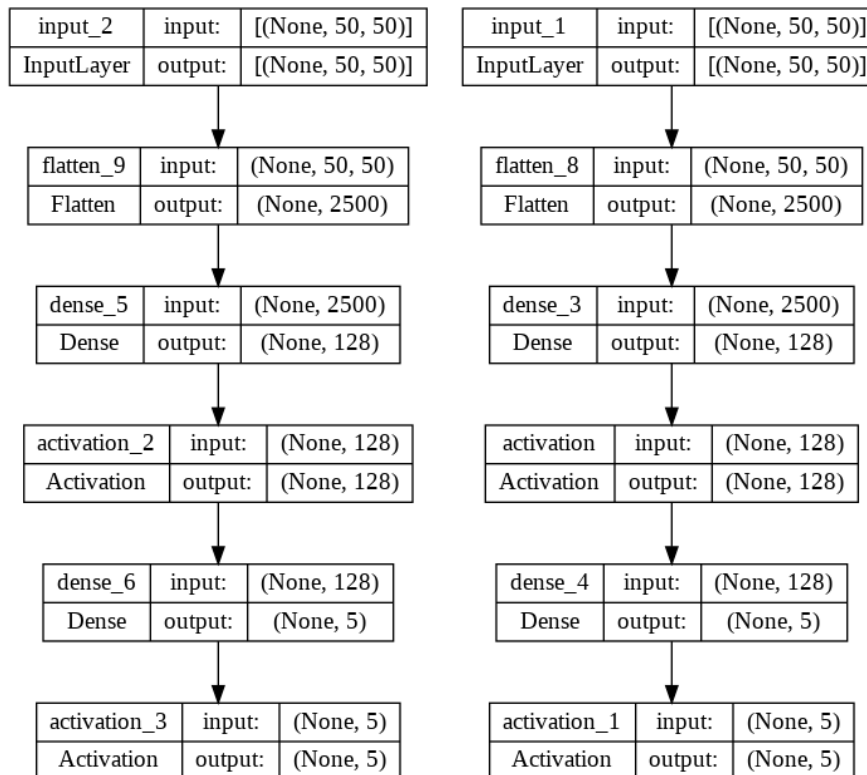 input_2 input: [(None, 50, 50)]
InputLayer output: [(None, 50, 50)]
flatten_9 input: (None, 50, 50)
Flatten output: (None, 2500)
dense_5 input: (None, 2500)
Dense output: (None, 128)
activation_2 input: (None, 128)
Activation output: (None, 128)
dense_6 input: (None, 128)
Dense output: (None, 5)
activation_3 input: (None, 5)
Activation output: (None, 5)
input_1 input: [(None, 50, 50)]
InputLayer output: [(None, 50, 50)]
flatten_8 input: (None, 50, 50)
Flatten output: (None, 2500)
dense_3 input: (None, 2500)
Dense output: (None, 128)
activation input: (None, 128)
Activation output: (None, 128)
dense_4 input: (None, 128)
Dense output: (None, 5)
activation_1 input: (None, 5)
Activation output: (None, 5)